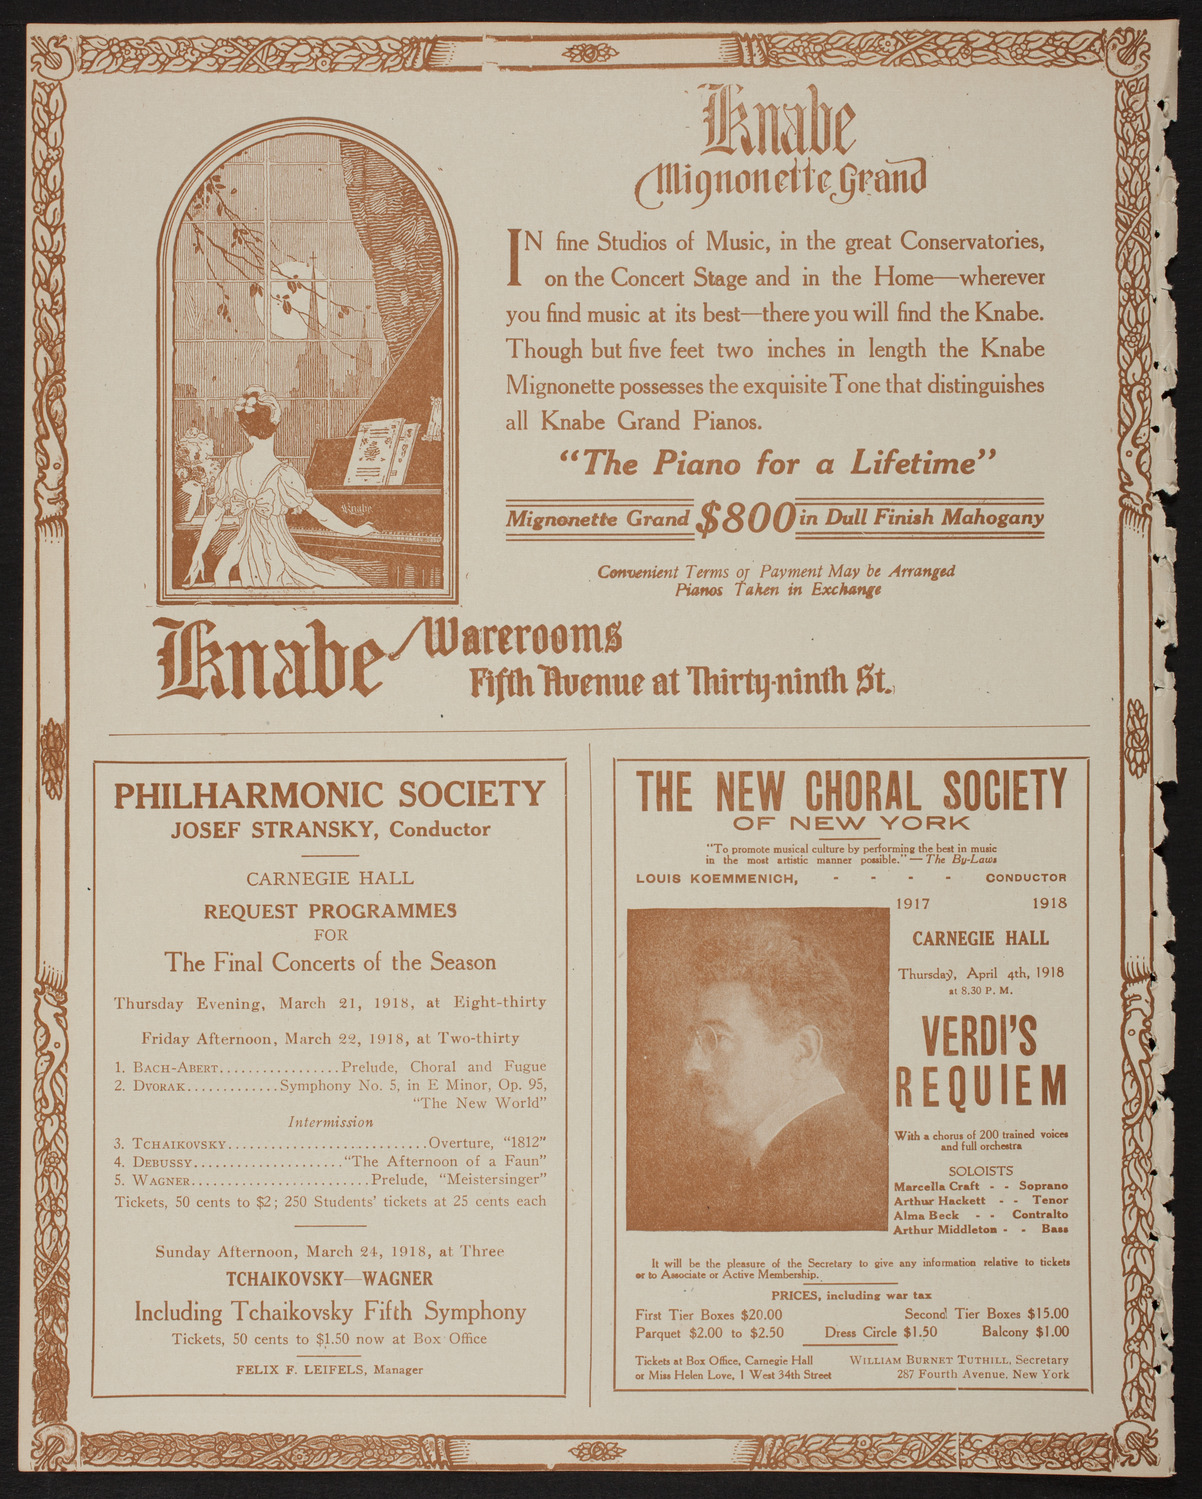 Knabe
Mignonette Grand
IN fine Studios of Music, in the great Conservatories,
on the Concert Stage and in the Home—wherever
you find music at its best—there you will find the Knabe.
Though but five feet two inches in length the Knabe
Mignonette possesses the exquisite Tone that distinguishes
all Knabe Grand Pianos.
"The Piano for a Lifetime"
Mignonette Grand $800 in Dull Finish Mahogany
Convenient Terms of Payment May be Arranged
Pianos Taken in Exchange
Knabe
Knabe Warerooms
Fifth Avenue at Thirty-ninth St.
PHILHARMONIC SOCIETY
JOSEF STRANSKY, Conductor
CARNEGIE HALL
REQUEST PROGRAMMES
FOR
The Final Concerts of the Season
Thursday Evening, March 21, 1918, at Eight-thirty
Friday Afternoon, March 22, 1918, at Two-thirty
1. BACH-ABERT.................Prelude, Choral and Fugue
2. DVORAK.............Symphony No. 5, in E Minor, Op. 95,
"The New World"
Intermission
3. TCHAIKOVSKY............................Overture, "1812"
4. DEBUSSY....................."The Afternoon of a Faun"
5. WAGNER.........................Prelude, "Meistersinger"
Tickets, 50 cents to $2; 250 Students' tickets at 25 cents each
Sunday Afternoon, March 24, 1918, at Three
TCHAIKOVSKY—WAGNER
Including Tchaikovsky Fifth Symphony
Tickets, 50 cents to $1.50 now at Box Office
FELIX F. LEIFELS, Manager
THE NEW CHORAL SOCIETY
OF NEW YORK
"To promote musical culture by performing the best in music
in the most artistic manner possible."—The By-Laws
LOUIS KOEMMENICH, - - - - CONDUCTOR
1917 1918
CARNEGIE HALL
Thursday, April 4th, 1918
at 8.30 P. M.
VERDI'S
REQUIEM
With a chorus of 200 trained voices
and full orchestra
SOLOISTS
Marcella Craft - - Soprano
Arthur Hackett - - Tenor
Alma Beck - - Contralto
Arthur Middleton - - Bass
It will be the pleasure of the Secretary to give any information relative to tickets
or to Associate or Active Membership.
PRICES, including war tax
First Tier Boxes $20.00 Second Tier Boxes $15.00
Parquet $2.00 to $2.50 Dress Circle $1.50 Balcony $1.00
Tickets at Box Office, Carnegie Hall WILLIAM BURNET TUTHILL, Secretary
or Miss Helen Love, 1 West 34th Street 287 Fourth Avenue, New York